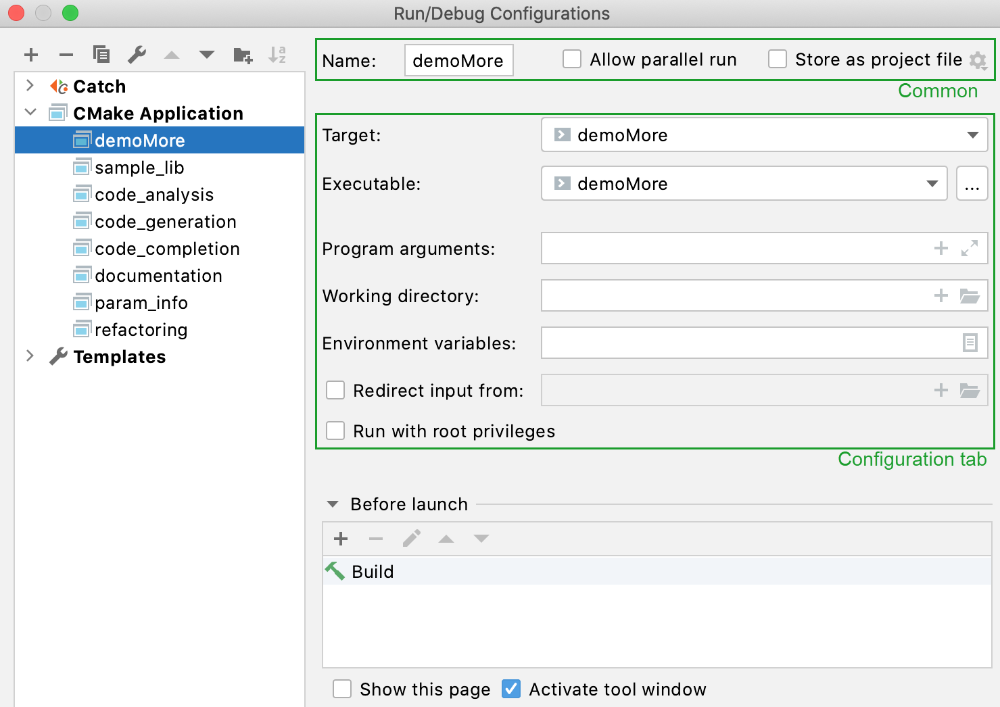 Run/Debug Configurations
Name: demoMore Allow parallel run Store as project file
Common
Catch
CMake Application
demoMore
sample_lib
code_analysis
code_generation
code_completion
documentation
param_info
refactoring
Templates
Target: demoMore
Executable: demoMore ...
Program arguments:
Working directory:
Environment variables:
Redirect input from:
Run with root privileges
Configuration tab
Before launch
Build
Show this page Activate tool window